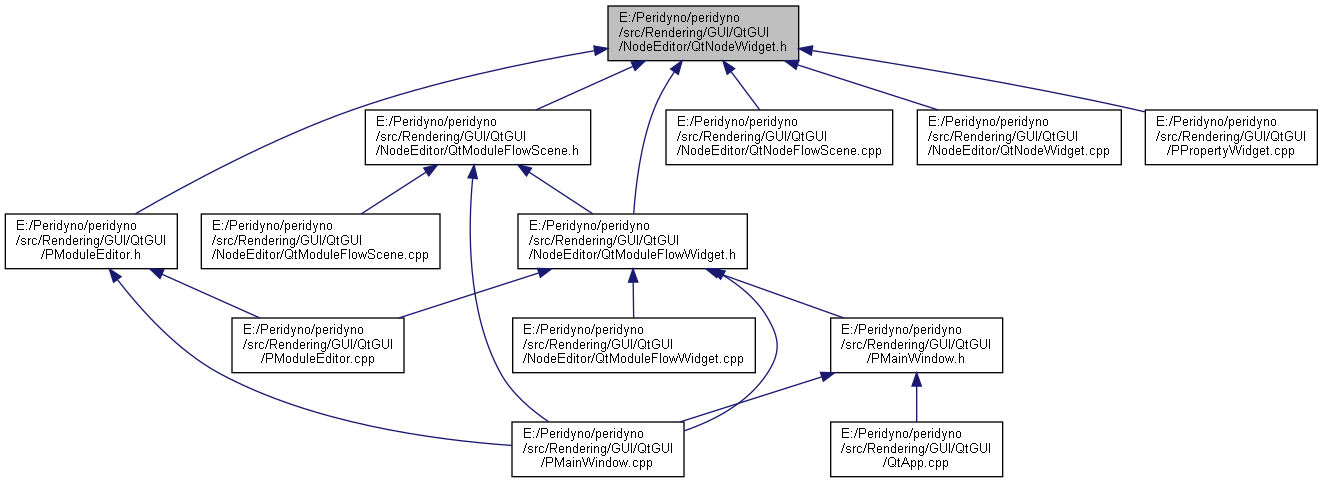 E:/Peridyno/peridyno
/src/Rendering/GUI/QtGUI
/NodeEditor/QtNodeWidget.h
E:/Peridyno/peridyno
/src/Rendering/GUI/QtGUI
/NodeEditor/QtModuleFlowScene.h
E:/Peridyno/peridyno
/src/Rendering/GUI/QtGUI
/NodeEditor/QtNodeFlowScene.cpp
E:/Peridyno/peridyno
/src/Rendering/GUI/QtGUI
/NodeEditor/QtNodeWidget.cpp
E:/Peridyno/peridyno
/src/Rendering/GUI/QtGUI
/PPropertyWidget.cpp
E:/Peridyno/peridyno
/src/Rendering/GUI/QtGUI
/PModuleEditor.h
E:/Peridyno/peridyno
/src/Rendering/GUI/QtGUI
/NodeEditor/QtModuleFlowScene.cpp
E:/Peridyno/peridyno
/src/Rendering/GUI/QtGUI
/NodeEditor/QtModuleFlowWidget.h
E:/Peridyno/peridyno
/src/Rendering/GUI/QtGUI
/PModuleEditor.cpp
E:/Peridyno/peridyno
/src/Rendering/GUI/QtGUI
/NodeEditor/QtModuleFlowWidget.cpp
E:/Peridyno/peridyno
/src/Rendering/GUI/QtGUI
/PMainWindow.h
E:/Peridyno/peridyno
/src/Rendering/GUI/QtGUI
/PMainWindow.cpp
E:/Peridyno/peridyno
/src/Rendering/GUI/QtGUI
/QtApp.cpp